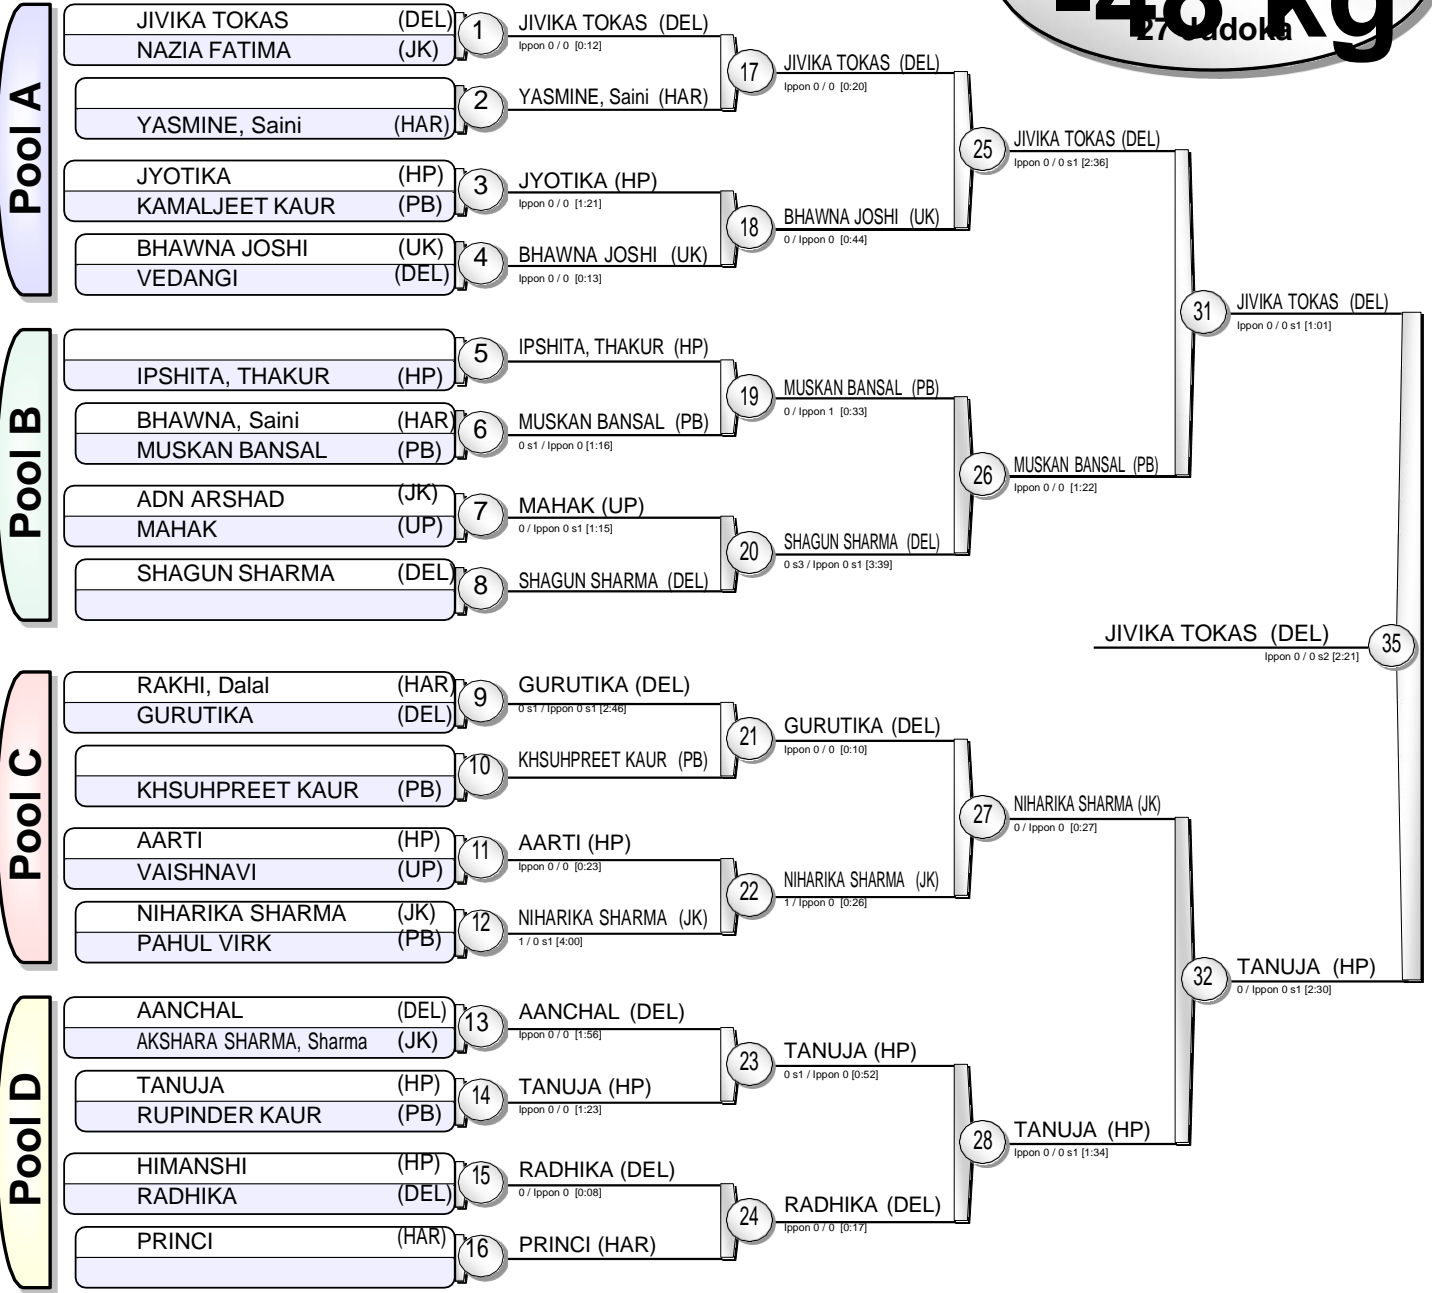 -48 Kg
27 Judoka
Pool A
JIVIKA TOKAS (DEL)
NAZIA FATIMA (JK)
1
JIVIKA TOKAS (DEL)
Ippon 0 / 0 [0:12]
YASMINE, Saini (HAR)
2
YASMINE, Saini (HAR)
17
JIVIKA TOKAS (DEL)
Ippon 0 / 0 [0:20]
JYOTIKA (HP)
KAMALJEET KAUR (PB)
3
JYOTIKA (HP)
Ippon 0 / 0 [1:21]
BHAWNA JOSHI (UK)
VEDANGI (DEL)
4
BHAWNA JOSHI (UK)
Ippon 0 / 0 [0:13]
18
BHAWNA JOSHI (UK)
0 / Ippon 0 [0:44]
25
JIVIKA TOKAS (DEL)
Ippon 0 / 0 s1 [2:36]
Pool B
IPSHITA, THAKUR (HP)
5
IPSHITA, THAKUR (HP)
BHAWNA, Saini (HAR)
MUSKAN BANSAL (PB)
6
MUSKAN BANSAL (PB)
0 s1 / Ippon 0 [1:16]
19
MUSKAN BANSAL (PB)
0 / Ippon 1 [0:33]
ADN ARSHAD (JK)
MAHAK (UP)
7
MAHAK (UP)
0 / Ippon 0 s1 [1:15]
SHAGUN SHARMA (DEL)
8
SHAGUN SHARMA (DEL)
20
SHAGUN SHARMA (DEL)
0 s3 / Ippon 0 s1 [3:39]
26
MUSKAN BANSAL (PB)
Ippon 0 / 0 [1:22]
31
JIVIKA TOKAS (DEL)
Ippon 0 / 0 s1 [1:01]
JIVIKA TOKAS (DEL)
Ippon 0 / 0 s2 [2:21]
35
Pool C
RAKHI, Dalal (HAR)
GURUTIKA (DEL)
9
GURUTIKA (DEL)
0 s1 / Ippon 0 s1 [2:46]
KHSUHPREET KAUR (PB)
10
KHSUHPREET KAUR (PB)
21
GURUTIKA (DEL)
Ippon 0 / 0 [0:10]
AARTI (HP)
VAISHNAVI (UP)
11
AARTI (HP)
Ippon 0 / 0 [0:23]
NIHARIKA SHARMA (JK)
PAHUL VIRK (PB)
12
NIHARIKA SHARMA (JK)
1 / 0 s1 [4:00]
22
NIHARIKA SHARMA (JK)
1 / Ippon 0 [0:26]
27
NIHARIKA SHARMA (JK)
0 / Ippon 0 [0:27]
Pool D
AANCHAL (DEL)
AKSHARA SHARMA, Sharma (JK)
13
AANCHAL (DEL)
Ippon 0 / 0 [1:56]
TANUJA (HP)
RUPINDER KAUR (PB)
14
TANUJA (HP)
Ippon 0 / 0 [1:23]
23
TANUJA (HP)
0 s1 / Ippon 0 [0:52]
HIMANSHI (HP)
RADHIKA (DEL)
15
RADHIKA (DEL)
0 / Ippon 0 [0:08]
PRINCI (HAR)
16
PRINCI (HAR)
24
RADHIKA (DEL)
Ippon 0 / 0 [0:17]
28
TANUJA (HP)
Ippon 0 / 0 s1 [1:34]
32
TANUJA (HP)
0 / Ippon 0 s1 [2:30]